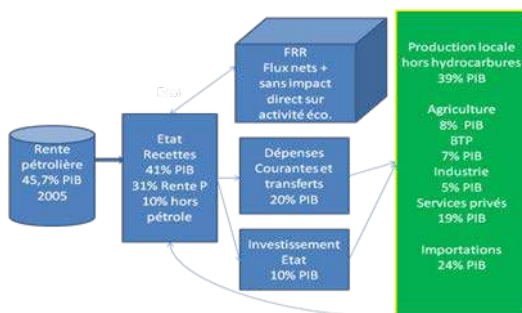 FRR
Flux nets +
sans impact
direct sur
activité éco.
Rente
pétrolière
45,7% PIB
2005
Etat
Recettes
41% PIB
31% Rente P
10% hors
pétrole
Dépenses
Courantes et
transferts
20% PIB
Investissement
Etat
10% PIB
Production locale
hors hydrocarbures
39% PIB
Agriculture
8% PIB
BTP
7% PIB
Industrie
5% PIB
Services privés
19% PIB
Importations
24% PIB